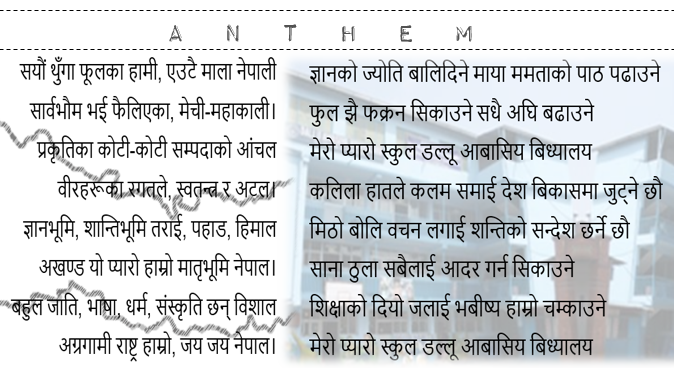 ANTHEM
सयौं थुँगा फूलका हामी, एउटै माला नेपाली
सार्वभौम भई फैलिएका, मेची-महाकाली।
प्रकृतिका कोटी-कोटी सम्पदाको आंचल
वीरहरूका रगतले, स्वतन्त्र र अटल।
ज्ञानभूमि, शान्तिभूमि तराई, पहाड, हिमाल
अखण्ड यो प्यारो हाम्रो मातृभूमि नेपाल।
बहुल जाति, भाषा, धर्म, संस्कृति छन् विशाल
अग्रगामी राष्ट्र हाम्रो, जय जय नेपाल।
ज्ञानको ज्योति बालिदिने माया ममताको पाठ पढाउने
फुल झै फक्रन सिकाउने सधै अघि बढाउने
मेरो प्यारो स्कुल डल्लू आबासिय बिध्यालय
कलिला हातले कलम समाई देश बिकासमा जुट्ने छौ
मिठो बोलि वचन लगाई शन्तिको सन्देश छर्ने छौ
साना ठुला सबैलाई आदर गर्न सिकाउने
शिक्षाको दियो जलाई भबीष्य हाम्रो चम्काउने
मेरो प्यारो स्कुल डल्लू आबासिय बिध्यालय